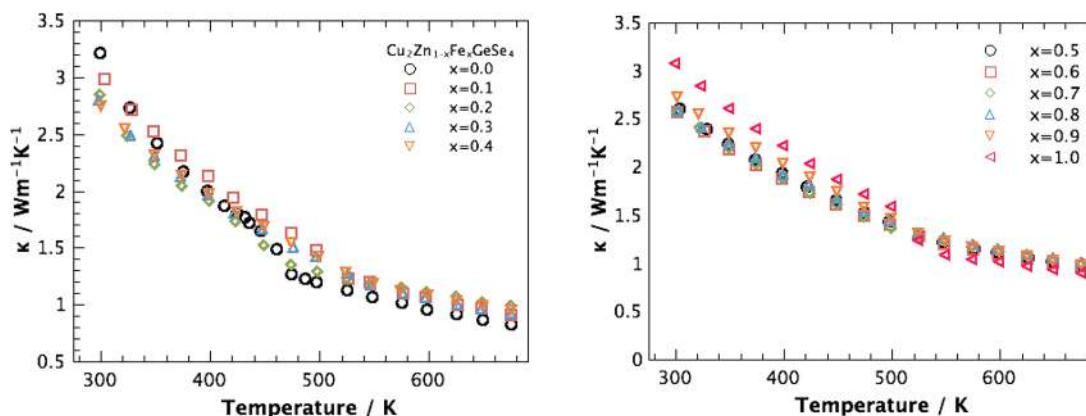 3.5
3
2.5
2
1.5
1
0.5
κ / Wm⁻¹K⁻¹
300 400 500 600
Temperature / K
Cu₂Zn₁₋ₓFeₓGeSe₄
x=0.0
x=0.1
x=0.2
x=0.3
x=0.4
3.5
3
2.5
2
1.5
1
0.5
0
κ / Wm⁻¹K⁻¹
300 400 500 600
Temperature / K
x=0.5
x=0.6
x=0.7
x=0.8
x=0.9
x=1.0